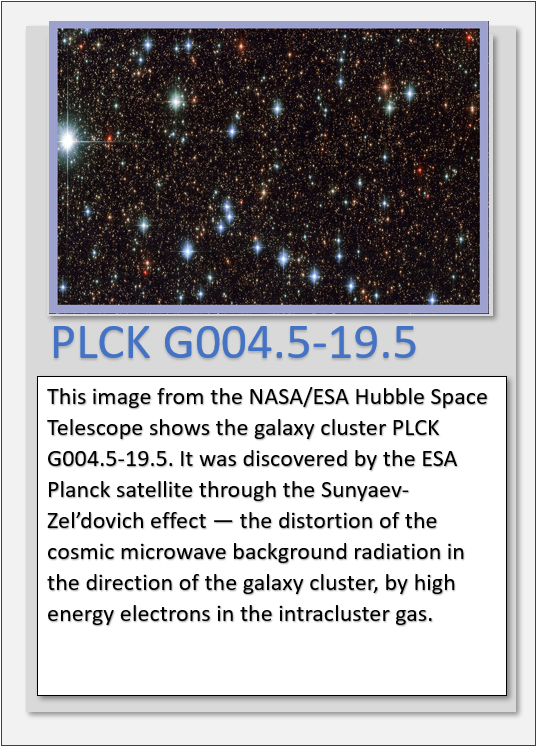 PLCK G004.5-19.5
This image from the NASA/ESA Hubble Space
Telescope shows the galaxy cluster PLCK
G004.5-19.5. It was discovered by the ESA
Planck satellite through the Sunyaev-
Zel’dovich effect — the distortion of the
cosmic microwave background radiation in
the direction of the galaxy cluster, by high
energy electrons in the intracluster gas.